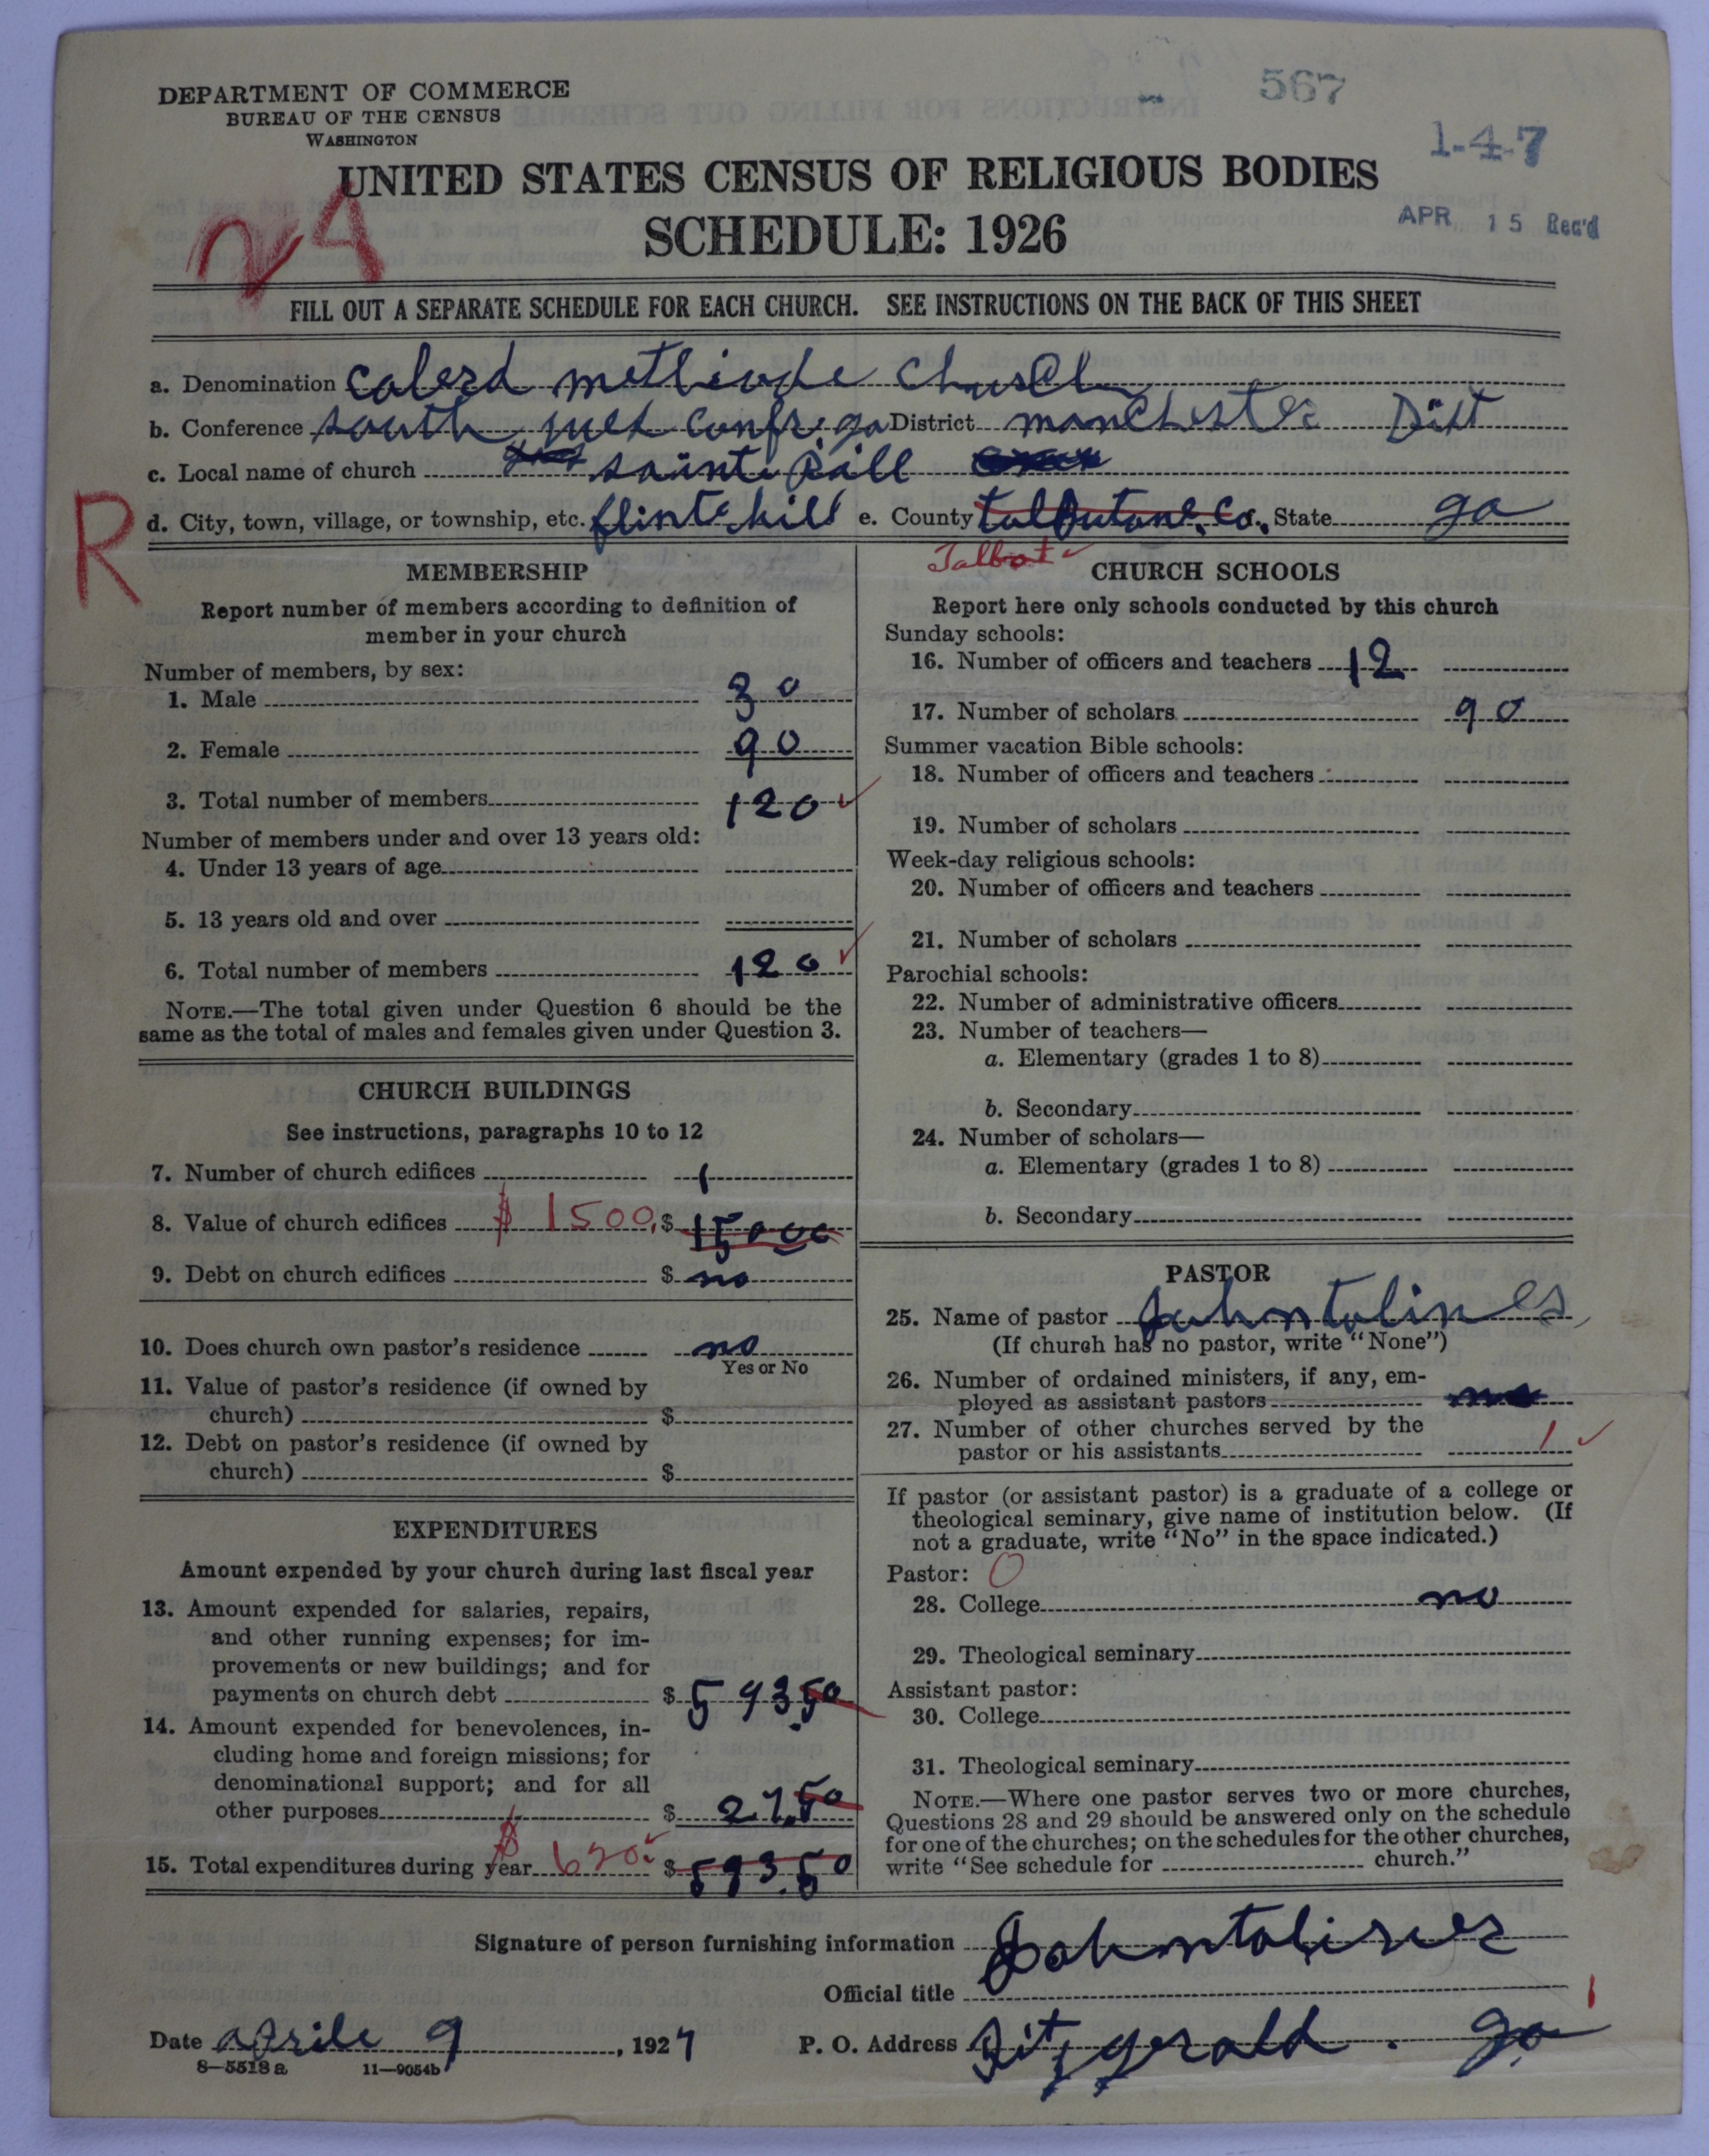 567
DEPARTMENT OF COMMERCE
BUREAU OF THE CENSUS
WASHINGTON
1-4-7
UNITED STATES CENSUS OF RELIGIOUS BODIES
SCHEDULE: 1926
APR 15 Rec'd
FILL OUT A SEPARATE SCHEDULE FOR EACH CHURCH. SEE INSTRUCTIONS ON THE BACK OF THIS SHEET
a. Denomination
b. Conference south Confr. ga District manchester Dist
c. Local name of church
R
d. City, town, village, or township, etc. flint hill e. County Co. State ga
Talbot
MEMBERSHIP
Report number of members according to definition of
member in your church
Number of members, by sex:
1. Male 30
2. Female 90
3. Total number of members 120
Number of members under and over 13 years old:
4. Under 13 years of age
5. 13 years old and over
6. Total number of members 120
NOTE.—The total given under Question 6 should be the
same as the total of males and females given under Question 3.
CHURCH BUILDINGS
See instructions, paragraphs 10 to 12
7. Number of church edifices 1
8. Value of church edifices $ 1500. $ 15000
9. Debt on church edifices $ no
10. Does church own pastor's residence no
Yes or No
11. Value of pastor's residence (if owned by
church) $
12. Debt on pastor's residence (if owned by
church) $
EXPENDITURES
Amount expended by your church during last fiscal year
13. Amount expended for salaries, repairs,
and other running expenses; for im-
provements or new buildings; and for
payments on church debt $ 593.50
14. Amount expended for benevolences, in-
cluding home and foreign missions; for
denominational support; and for all
other purposes $ 27.50
15. Total expenditures during year $ 620. $ 593.50
CHURCH SCHOOLS
Report here only schools conducted by this church
Sunday schools:
16. Number of officers and teachers 12
17. Number of scholars 90
Summer vacation Bible schools:
18. Number of officers and teachers
19. Number of scholars
Week-day religious schools:
20. Number of officers and teachers
21. Number of scholars
Parochial schools:
22. Number of administrative officers
23. Number of teachers—
a. Elementary (grades 1 to 8)
b. Secondary
24. Number of scholars—
a. Elementary (grades 1 to 8)
b. Secondary
PASTOR
25. Name of pastor
(If church has no pastor, write "None")
26. Number of ordained ministers, if any, em-
ployed as assistant pastors
27. Number of other churches served by the
pastor or his assistants 1
If pastor (or assistant pastor) is a graduate of a college or
theological seminary, give name of institution below. (If
not a graduate, write "No" in the space indicated.)
Pastor: 0
28. College no
29. Theological seminary
Assistant pastor:
30. College
31. Theological seminary
NOTE.—Where one pastor serves two or more churches,
Questions 28 and 29 should be answered only on the schedule
for one of the churches; on the schedules for the other churches,
write "See schedule for church."
Signature of person furnishing information
Official title
Date aprile 9, 1927 P. O. Address Fitzgerald. ga
8—5518a 11—9054b